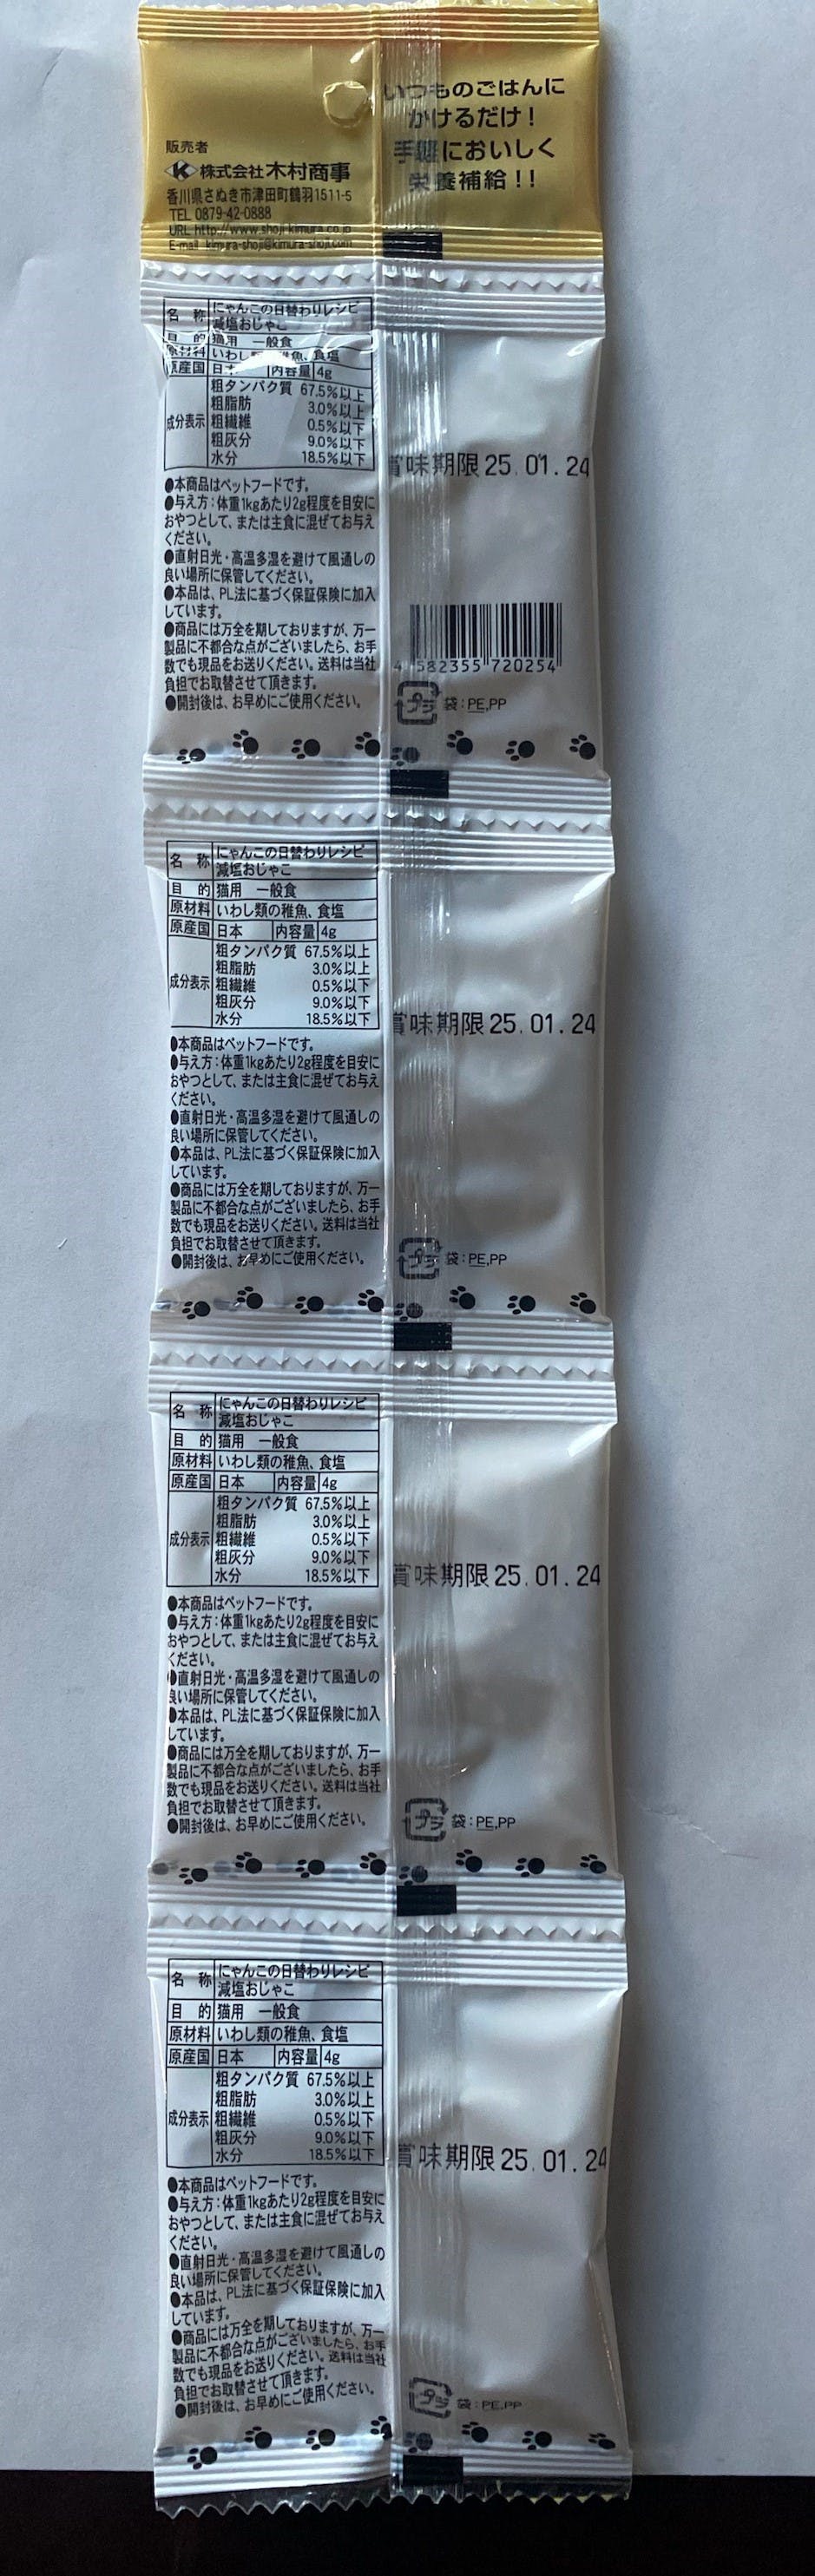 いつものごはんに
かけるだけ！
手軽においしく
栄養補給！！
販売者
K 株式会社木村商事
香川県さぬき市津田町鶴羽1511-5
TEL 0879-42-0888
URL http://www.shoji-kimura.co.jp
E-mail kimura-shoji@kimura-shoji.com
名 称 にゃんこの日替わりレシピ
減塩おじゃこ
目 的 猫用 一般食
原材料 いわし類の稚魚、食塩
原産国 日本 内容量 4g
成分表示
粗タンパク質 67.5%以上
粗脂肪 3.0%以上
粗繊維 0.5%以下
粗灰分 9.0%以下
水分 18.5%以下
●本商品はペットフードです。
●与え方：体重1kgあたり2g程度を目安に
おやつとして、または主食に混ぜてお与え
ください。
●直射日光・高温多湿を避けて風通しの
良い場所に保管してください。
●本品は、PL法に基づく保証保険に加入
しています。
●商品には万全を期しておりますが、万一
製品に不都合な点がございましたら、お手
数でも現品をお送りください。送料は当社
負担でお取替させて頂きます。
●開封後は、お早めにご使用ください。
賞味期限 25.01.24
4 582355 720254
プラ 袋：PE,PP
名 称 にゃんこの日替わりレシピ
減塩おじゃこ
目 的 猫用 一般食
原材料 いわし類の稚魚、食塩
原産国 日本 内容量 4g
成分表示
粗タンパク質 67.5%以上
粗脂肪 3.0%以上
粗繊維 0.5%以下
粗灰分 9.0%以下
水分 18.5%以下
●本商品はペットフードです。
●与え方：体重1kgあたり2g程度を目安に
おやつとして、または主食に混ぜてお与え
ください。
●直射日光・高温多湿を避けて風通しの
良い場所に保管してください。
●本品は、PL法に基づく保証保険に加入
しています。
●商品には万全を期しておりますが、万一
製品に不都合な点がございましたら、お手
数でも現品をお送りください。送料は当社
負担でお取替させて頂きます。
●開封後は、お早めにご使用ください。
賞味期限 25.01.24
プラ 袋：PE,PP
名 称 にゃんこの日替わりレシピ
減塩おじゃこ
目 的 猫用 一般食
原材料 いわし類の稚魚、食塩
原産国 日本 内容量 4g
成分表示
粗タンパク質 67.5%以上
粗脂肪 3.0%以上
粗繊維 0.5%以下
粗灰分 9.0%以下
水分 18.5%以下
●本商品はペットフードです。
●与え方：体重1kgあたり2g程度を目安に
おやつとして、または主食に混ぜてお与え
ください。
●直射日光・高温多湿を避けて風通しの
良い場所に保管してください。
●本品は、PL法に基づく保証保険に加入
しています。
●商品には万全を期しておりますが、万一
製品に不都合な点がございましたら、お手
数でも現品をお送りください。送料は当社
負担でお取替させて頂きます。
●開封後は、お早めにご使用ください。
賞味期限 25.01.24
プラ 袋：PE,PP
名 称 にゃんこの日替わりレシピ
減塩おじゃこ
目 的 猫用 一般食
原材料 いわし類の稚魚、食塩
原産国 日本 内容量 4g
成分表示
粗タンパク質 67.5%以上
粗脂肪 3.0%以上
粗繊維 0.5%以下
粗灰分 9.0%以下
水分 18.5%以下
●本商品はペットフードです。
●与え方：体重1kgあたり2g程度を目安に
おやつとして、または主食に混ぜてお与え
ください。
●直射日光・高温多湿を避けて風通しの
良い場所に保管してください。
●本品は、PL法に基づく保証保険に加入
しています。
●商品には万全を期しておりますが、万一
製品に不都合な点がございましたら、お手
数でも現品をお送りください。送料は当社
負担でお取替させて頂きます。
●開封後は、お早めにご使用ください。
賞味期限 25.01.24
プラ 袋：PE,PP